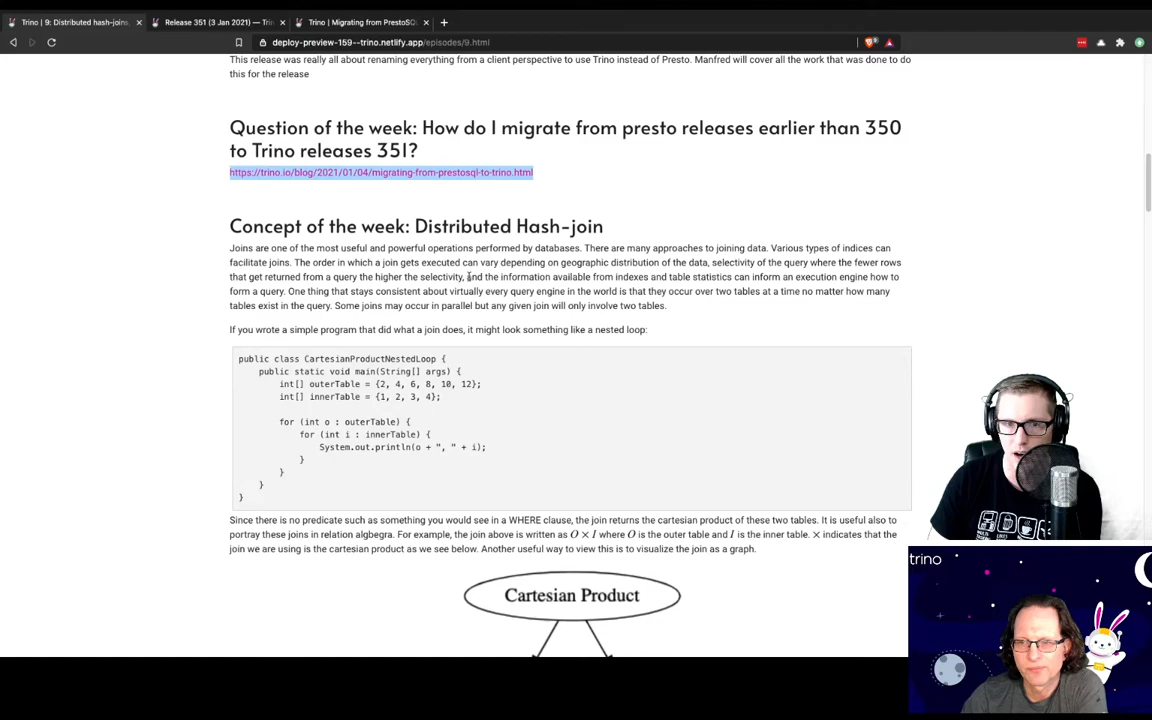 Trino | 9: Distributed hash-joins,
Release 351 (3 Jan 2021) — Trin
Trino | Migrating from PrestoSQ
deploy-preview-159--trino.netlify.app/episodes/9.html
This release was really all about renaming everything from a client perspective to use Trino instead of Presto. Manfred will cover all the work that was done to do
this for the release
Question of the week: How do I migrate from presto releases earlier than 350
to Trino releases 351?
https://trino.io/blog/2021/01/04/migrating-from-prestosql-to-trino.html
Concept of the week: Distributed Hash-join
Joins are one of the most useful and powerful operations performed by databases. There are many approaches to joining data. Various types of indices can
facilitate joins. The order in which a join gets executed can vary depending on geographic distribution of the data, selectivity of the query where the fewer rows
that get returned from a query the higher the selectivity, and the information available from indexes and table statistics can inform an execution engine how to
form a query. One thing that stays consistent about virtually every query engine in the world is that they occur over two tables at a time no matter how many
tables exist in the query. Some joins may occur in parallel but any given join will only involve two tables.
If you wrote a simple program that did what a join does, it might look something like a nested loop:
public class CartesianProductNestedLoop {
public static void main(String[] args) {
int[] outerTable = {2, 4, 6, 8, 10, 12};
int[] innerTable = {1, 2, 3, 4};
for (int o : outerTable) {
for (int i : innerTable) {
System.out.println(o + ", " + i);
}
}
}
}
Since there is no predicate such as something you would see in a WHERE clause, the join returns the cartesian product of these two tables. It is useful also to
portray these joins in relation algbegra. For example, the join above is written as O × I where O is the outer table and I is the inner table. × indicates that the
join we are using is the cartesian product as we see below. Another useful way to view this is to visualize the join as a graph.
Cartesian Product
trino